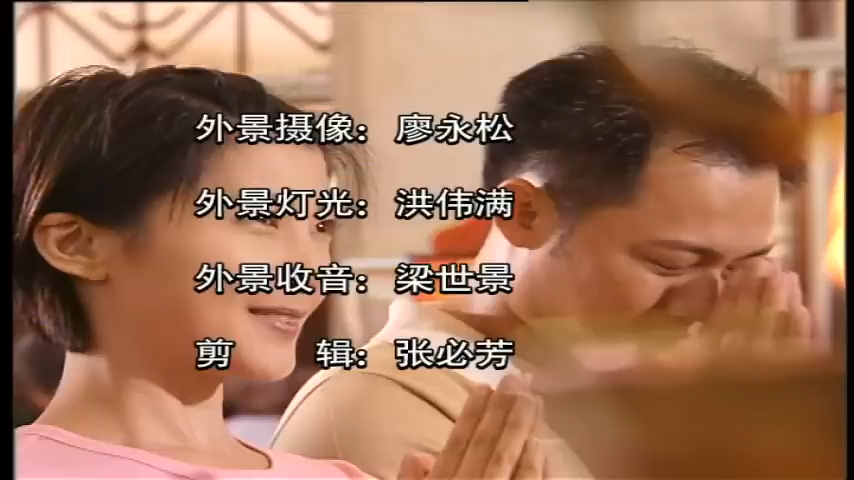 外景摄像：廖永松
外景灯光：洪伟满
外景收音：梁世景
剪　　辑：张必芳